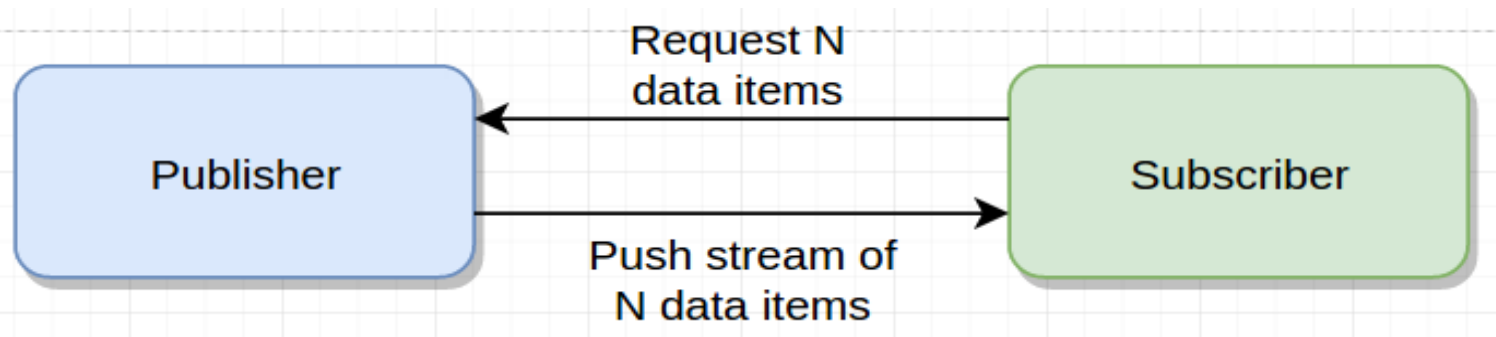 Request N
data items
Publisher
Subscriber
Push stream of
N data items